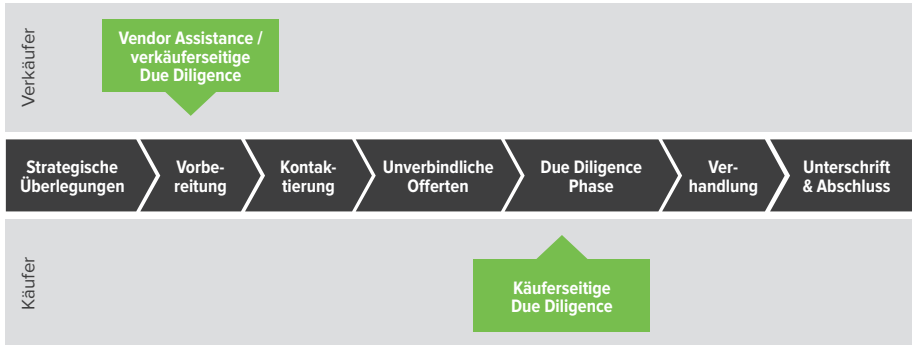 Verkäufer
Vendor Assistance /
verkäuferseitige
Due Diligence
Strategische
Überlegungen
Vorbe-
reitung
Kontak-
tierung
Unverbindliche
Offerten
Due Diligence
Phase
Ver-
handlung
Unterschrift
& Abschluss
Käufer
Käuferseitige
Due Diligence